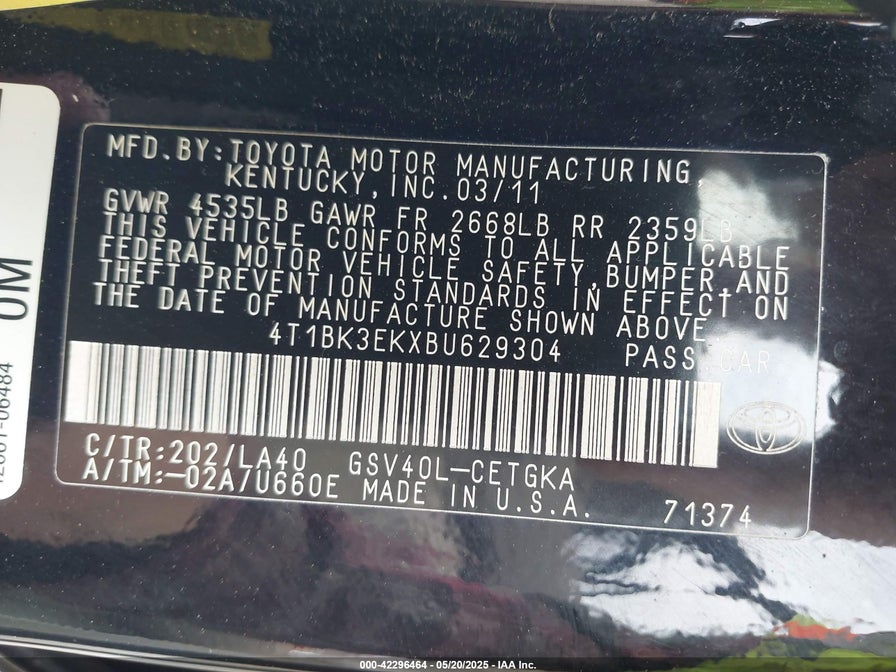 MFD.BY:TOYOTA MOTOR MANUFACTURING,
KENTUCKY,INC.03/11
GVWR 4535LB GAWR FR 2668LB RR 2359LB
THIS VEHICLE CONFORMS TO ALL APPLICABLE
FEDERAL MOTOR VEHICLE SAFETY,BUMPER,AND
THEFT PREVENTION STANDARDS IN EFFECT ON
THE DATE OF MANUFACTURE SHOWN ABOVE.
4T1BK3EKXBU629304 PASS.CAR
C/TR:202/LA40 GSV40L-CETGKA
A/TM:-02A/U660E MADE IN U.S.A. 71374
OM
000-42296464 - 05/20/2025 - IAA Inc.